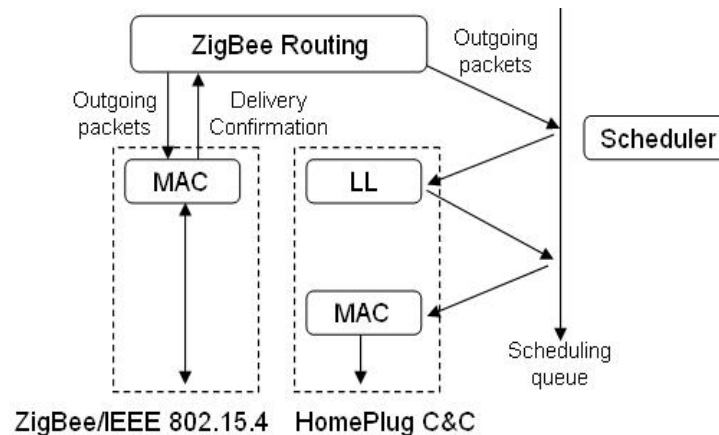 ZigBee Routing
Outgoing
packets
Outgoing
packets
Delivery
Confirmation
Scheduler
MAC
LL
MAC
Scheduling
queue
ZigBee/IEEE 802.15.4
HomePlug C&C